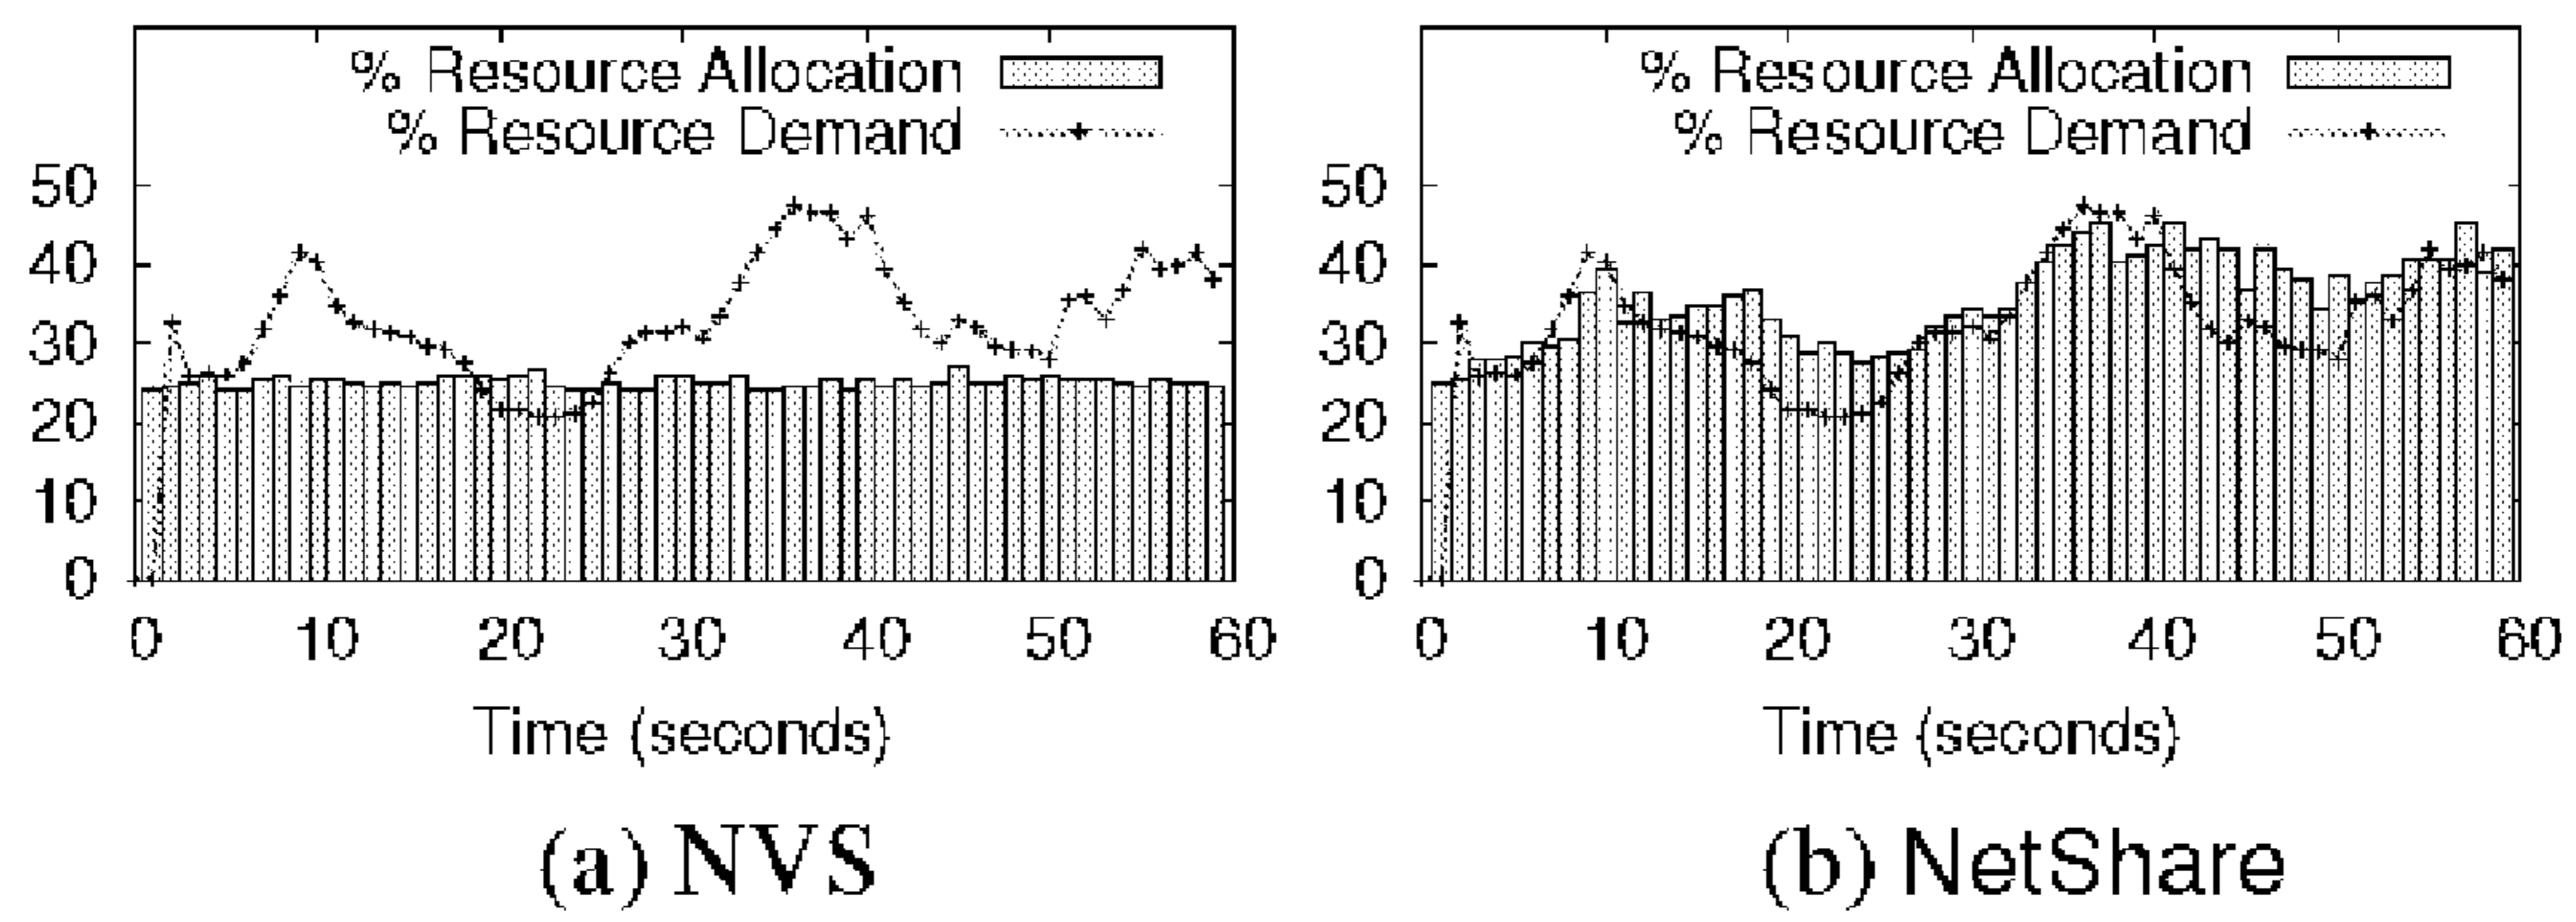 % Resource Allocation
% Resource Demand
50
40
30
20
10
0
0 10 20 30 40 50 60
Time (seconds)
(a) NVS
% Resource Allocation
% Resource Demand
50
40
30
20
10
0
0 10 20 30 40 50 60
Time (seconds)
(b) NetShare